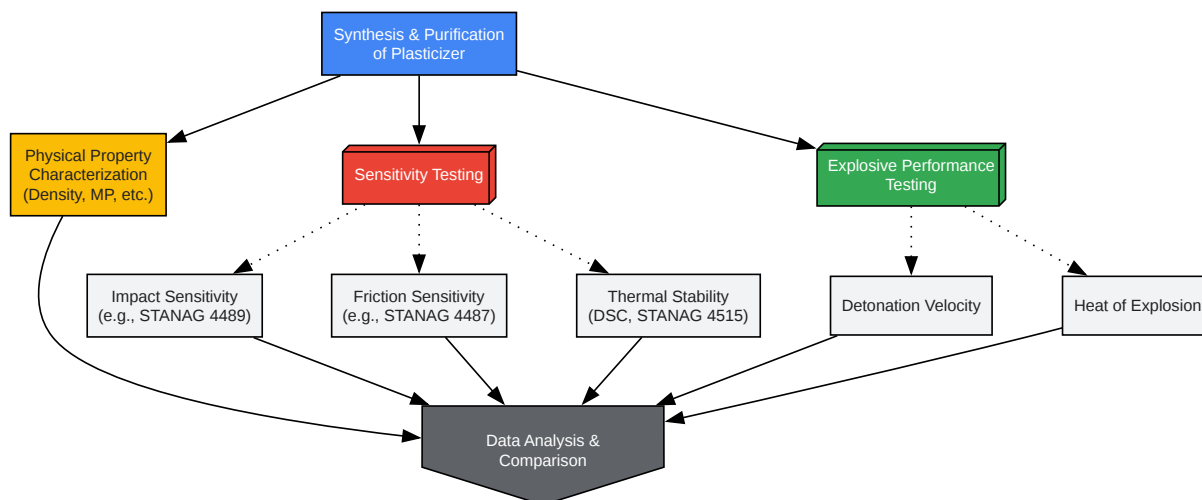 Synthesis & Purification
of Plasticizer
Physical Property
Characterization
(Density, MP, etc.)
Sensitivity Testing
Explosive Performance
Testing
Impact Sensitivity
(e.g., STANAG 4489)
Friction Sensitivity
(e.g., STANAG 4487)
Thermal Stability
(DSC, STANAG 4515)
Detonation Velocity
Heat of Explosion
Data Analysis &
Comparison